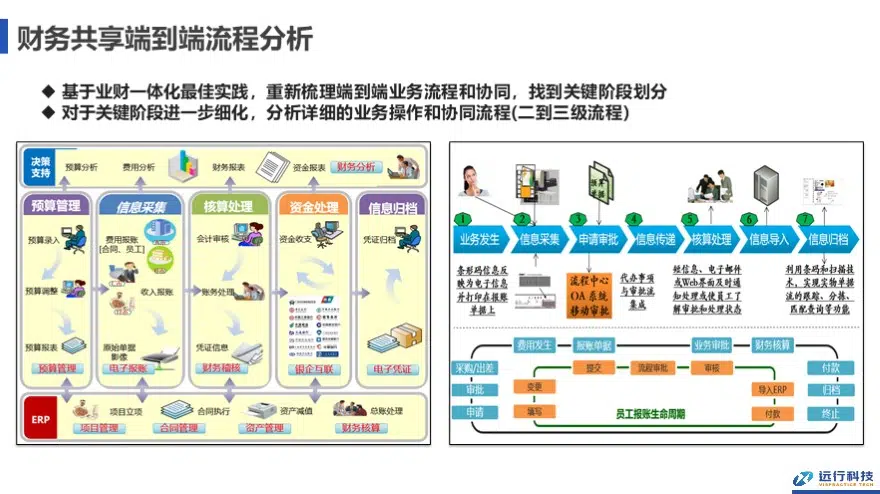 财务共享端到端流程分析
◆ 基于业财一体化最佳实践，重新梳理端到端业务流程和协同，找到关键阶段划分
◆ 对于关键阶段进一步细化，分析详细的业务操作和协同流程(二到三级流程)
决策
支持
预算分析
费用分析
财务报表
资金报表
财务分析
预算管理
预算录入
预算调整
预算报表
预算管理
信息采集
费用报账
[合同、员工]
收入报账
原始单据
影像
电子报账
核算处理
会计审核
账务处理
凭证信息
财务稽核
资金处理
资金收支
银企互联
信息归档
凭证归档
电子凭证
ERP
项目立项
项目管理
合同执行
合同管理
资产减值
资产管理
总账处理
财务核算
1
2
3
4
5
6
7
业务发生
信息采集
申请审批
信息传递
核算处理
信息导入
信息归档
条形码信息反
映为电子信息
并打印在报账
单据上
流程中心
OA 系统
移动审批
代办事项
与审批流
集成
短信息、电子邮件
或Web界面及时通
知处理或使员工了
解审批和处理状态
利用条码和扫描技
术，实现实物单据
流的跟踪、分拣、
匹配查询等功能
费用发生
报账单据
业务审批
财务核算
采购/出差
审批
申请
提交
流程审批
审核
变更
填写
员工报账生命周期
导入ERP
付款
付款
归档
终止
远行科技
VIAPRACTICE TECH